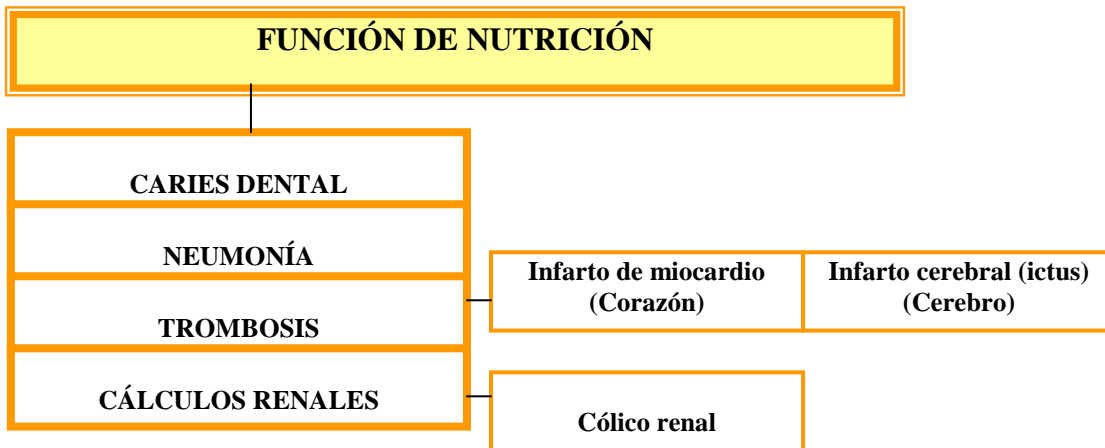 FUNCIÓN DE NUTRICIÓN
CARIES DENTAL
NEUMONÍA
TROMBOSIS
Infarto de miocardio
(Corazón)
Infarto cerebral (ictus)
(Cerebro)
CÁLCULOS RENALES
Cólico renal